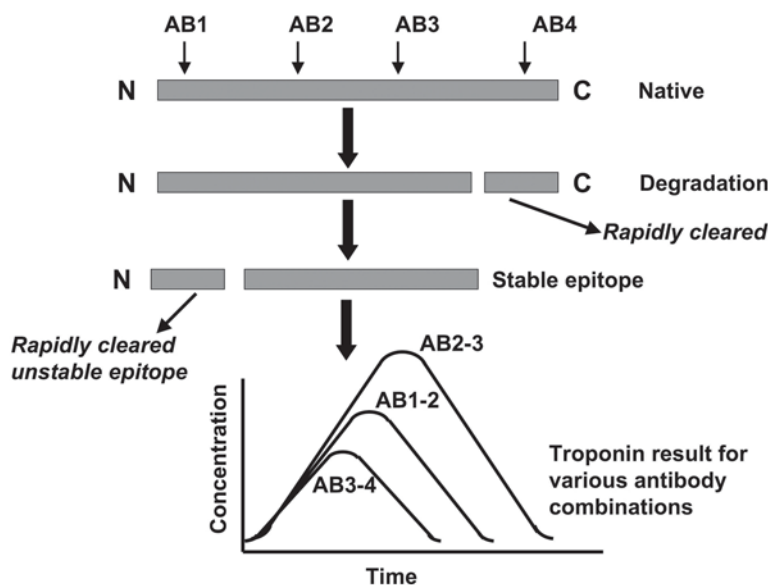 AB1 AB2 AB3 AB4
N C Native
N C Degradation
Rapidly cleared
N Stable epitope
Rapidly cleared
unstable epitope
AB2-3
AB1-2
AB3-4
Concentration
Time
Troponin result for
various antibody
combinations